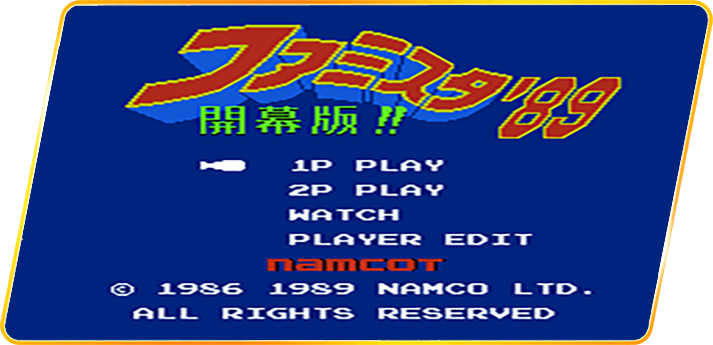 ファミスタ'89
開幕版!!
1P PLAY
2P PLAY
WATCH
PLAYER EDIT
namcot
© 1986 1989 NAMCO LTD.
ALL RIGHTS RESERVED